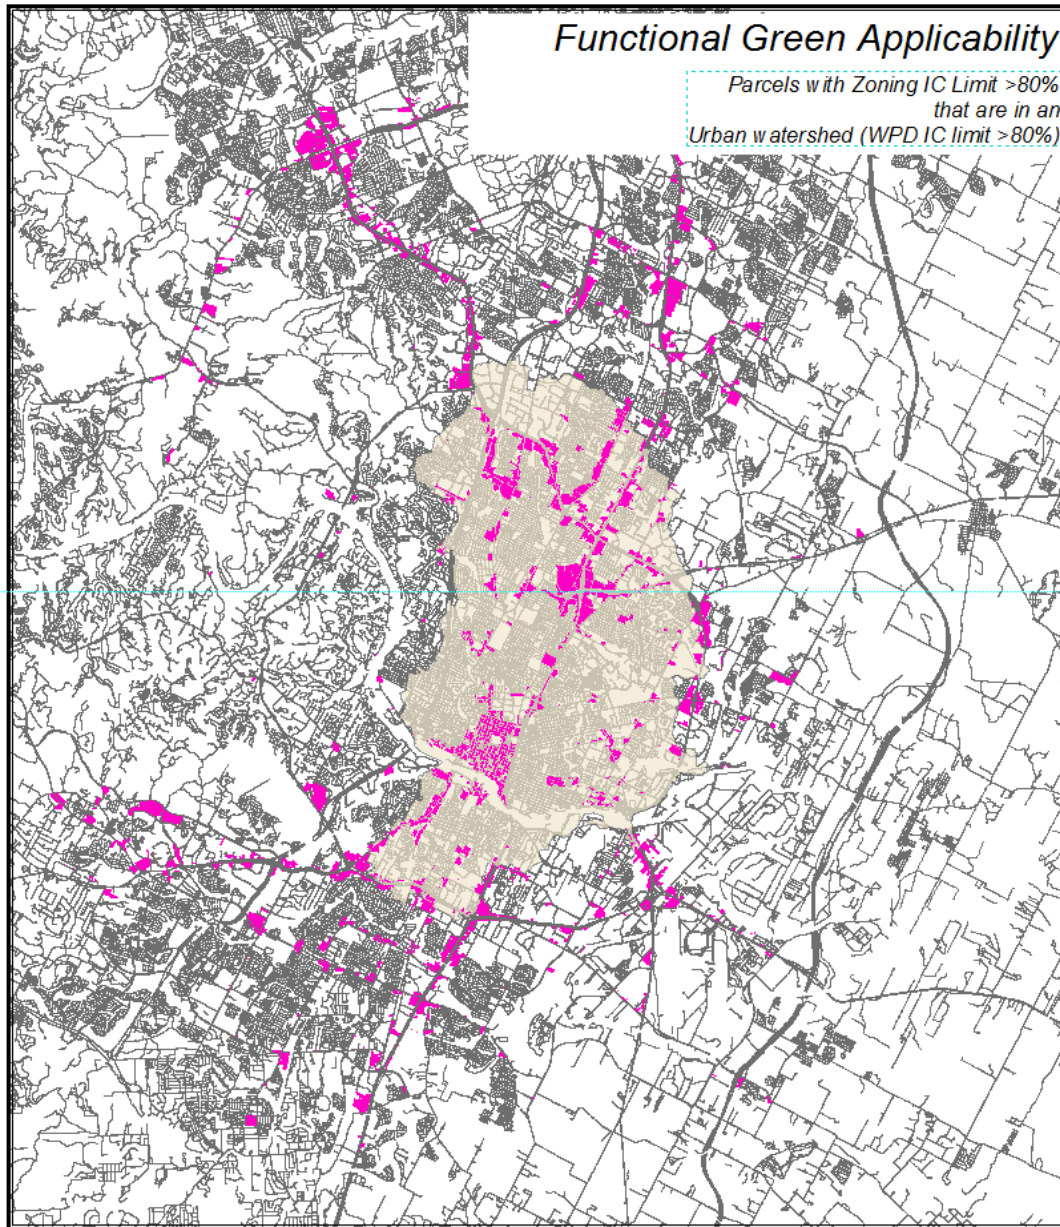 Functional Green Applicability
Parcels with Zoning IC Limit >80%
that are in an
Urban watershed (WPD IC limit >80%)